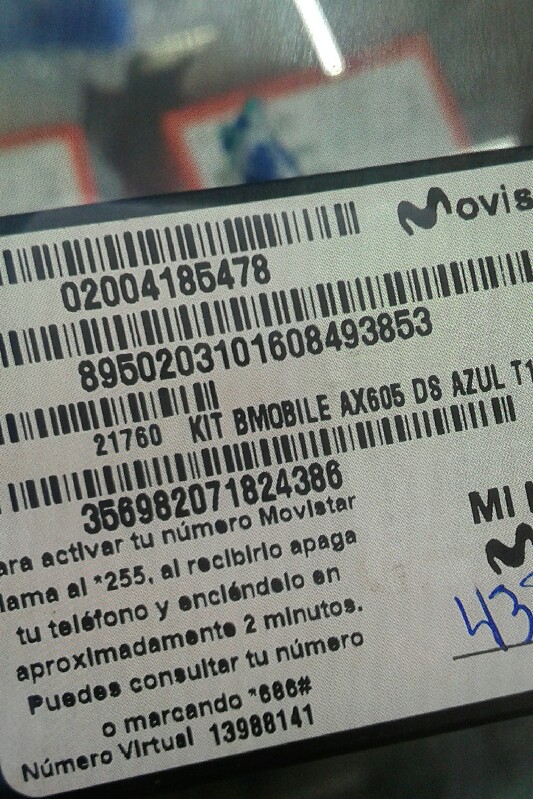 Movis
02004185478
8950203101608493853
21760 KIT BMOBILE AX605 DS AZUL T1
356982071824386
ara activar tu número Movistar
lama al *255, al recibirlo apaga
tu teléfono y enciéndelo en
aproximadamente 2 minutos.
Puedes consultar tu número
o marcando *686#
Número Virtual 13988141
MI
43